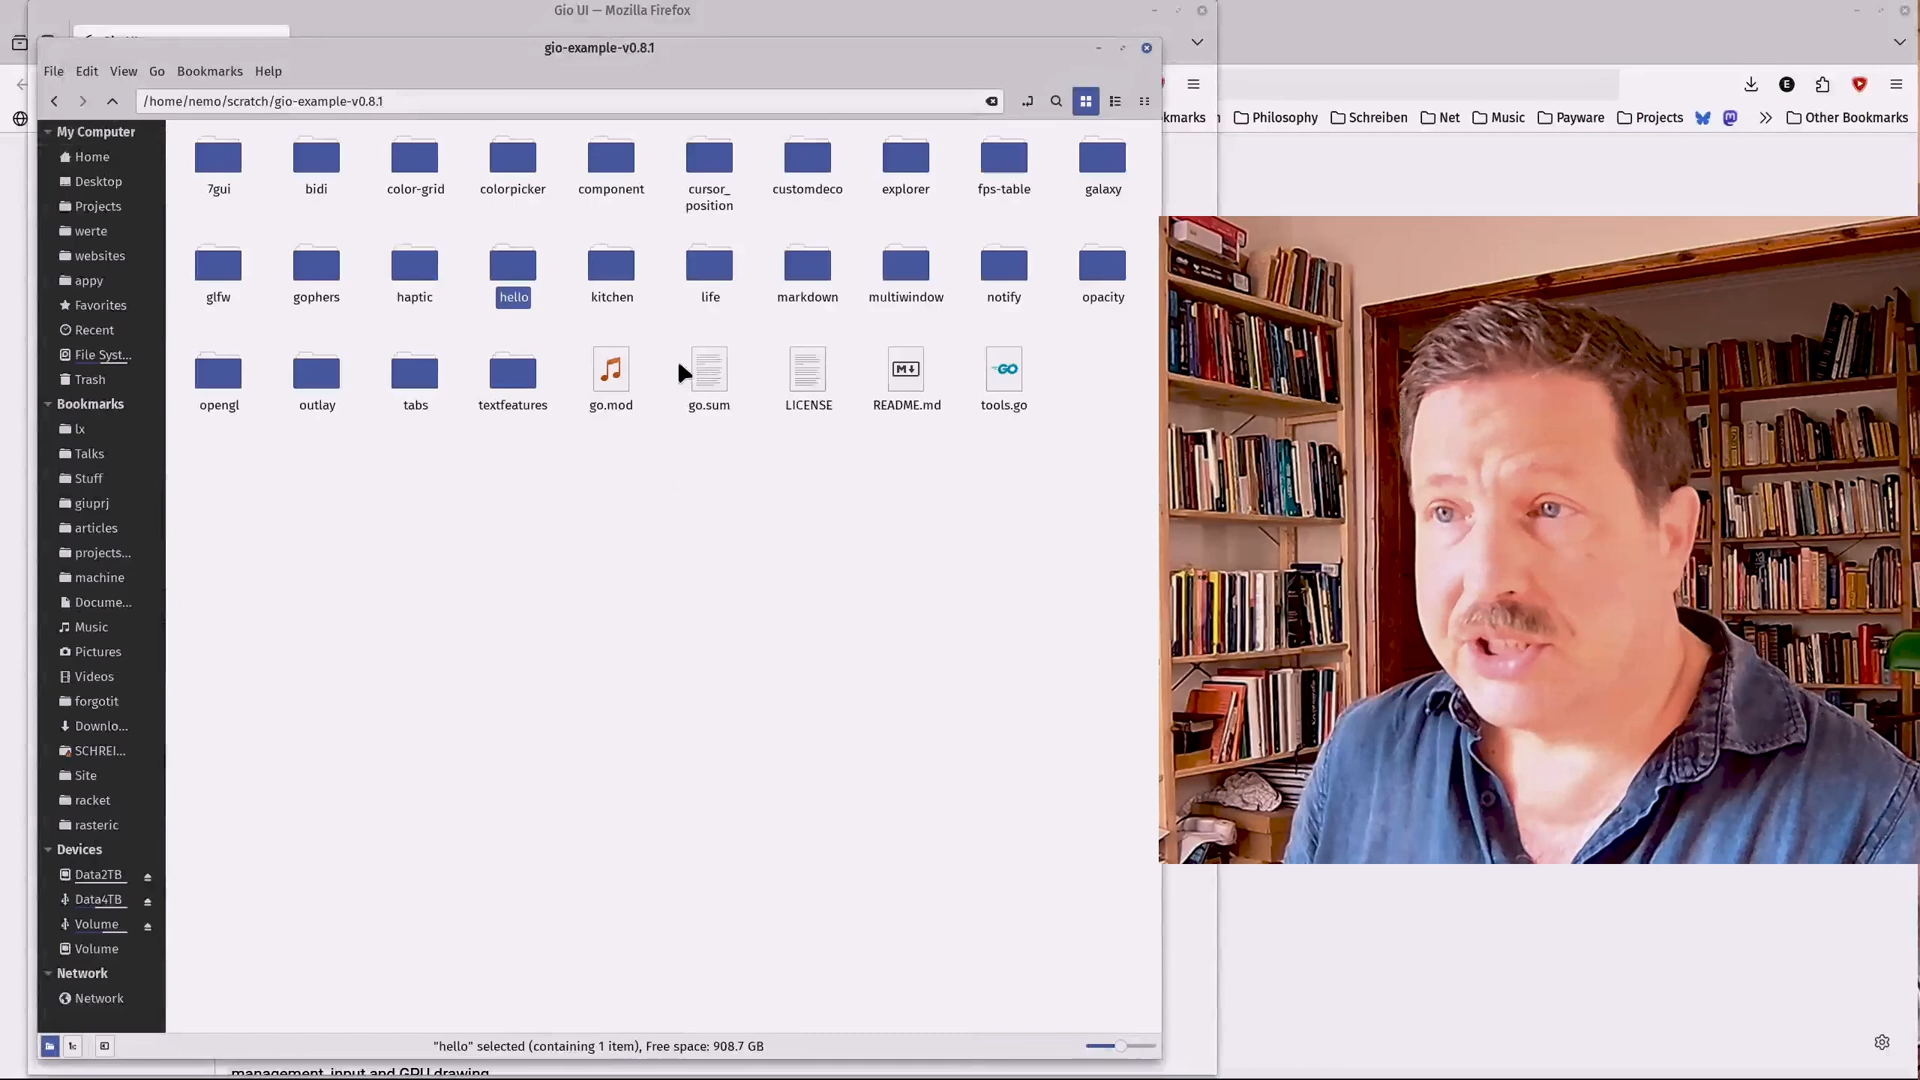 Gio UI — Mozilla Firefox
gio-example-v0.8.1
File Edit View Go Bookmarks Help
/home/nemo/scratch/gio-example-v0.8.1
My Computer
Home
Desktop
Projects
werte
websites
appy
Favorites
Recent
File Syst...
Trash
Bookmarks
lx
Talks
Stuff
giuprj
articles
projects...
machine
Docume...
Music
Pictures
Videos
forgotit
Downlo...
SCHREI...
Site
racket
rasteric
Devices
Data2TB
Data4TB
Volume
Volume
Network
Network
7gui bidi color-grid colorpicker component cursor_ customdeco explorer fps-table galaxy
position
glfw gophers haptic hello kitchen life markdown multiwindow notify opacity
M
GO
opengl outlay tabs textfeatures go.mod go.sum LICENSE README.md tools.go
"hello" selected (containing 1 item), Free space: 908.7 GB
management, input and GPU drawing
E
kmarks Philosophy Schreiben Net Music Payware Projects Other Bookmarks